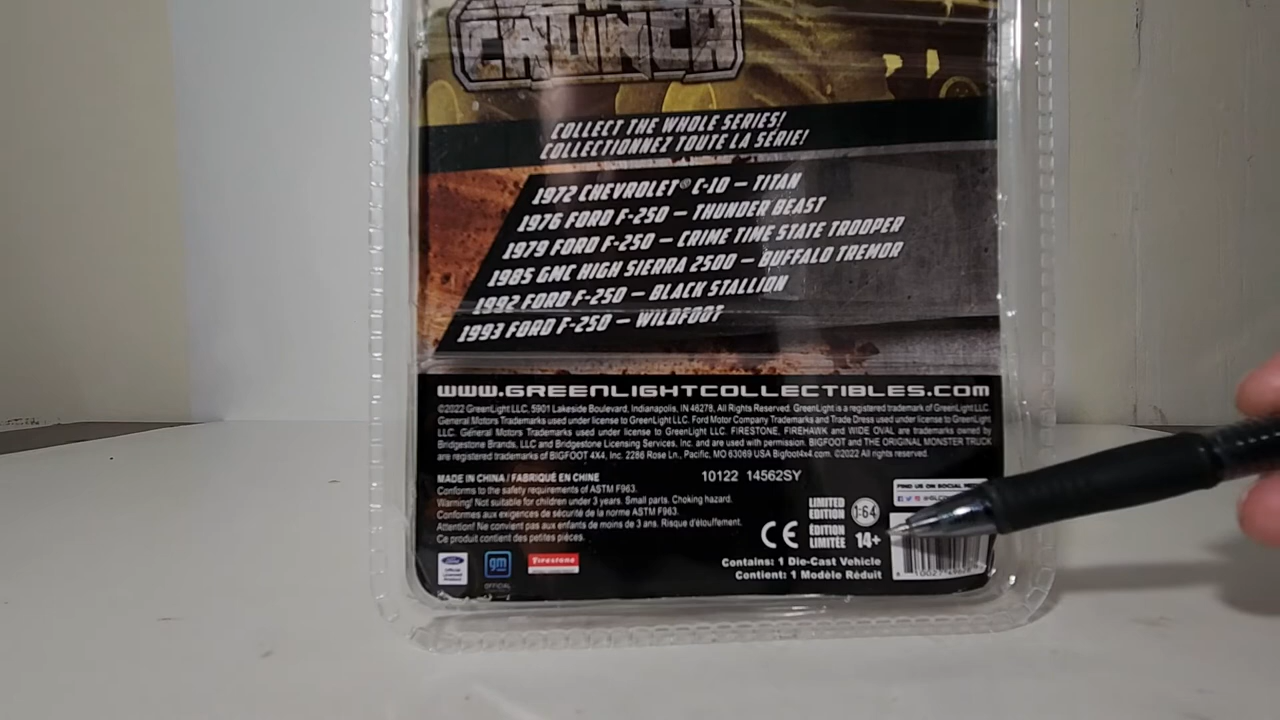 CRUNCH
COLLECT THE WHOLE SERIES!
COLLECTIONNEZ TOUTE LA SÉRIE!
1972 CHEVROLET® C-10 – TITAN
1976 FORD F-250 – THUNDER BEAST
1979 FORD F-250 – CRIME TIME STATE TROOPER
1985 GMC HIGH SIERRA 2500 – BUFFALO TREMOR
1992 FORD F-250 – BLACK STALLION
1993 FORD F-250 – WILDFOOT
WWW.GREENLIGHTCOLLECTIBLES.COM
©2022 GreenLight LLC, 5901 Lakeside Boulevard, Indianapolis, IN 46278, All Rights Reserved. GreenLight is a registered trademark of GreenLight LLC.
General Motors Trademarks used under license to GreenLight LLC. Ford Motor Company Trademarks and Trade Dress used under license to GreenLight
LLC. General Motors Trademarks used under license to GreenLight LLC. FIRESTONE, FIREHAWK and WIDE OVAL are trademarks owned by
Bridgestone Brands, LLC and Bridgestone Licensing Services, Inc. and are used with permission. BIGFOOT and THE ORIGINAL MONSTER TRUCK
are registered trademarks of BIGFOOT 4X4, Inc. 2286 Rose Ln., Pacific, MO 63069 USA Bigfoot4x4.com. ©2022 All rights reserved.
MADE IN CHINA / FABRIQUÉ EN CHINE
Conforms to the safety requirements of ASTM F963.
Warning! Not suitable for children under 3 years. Small parts. Choking hazard.
Conformes aux exigences de sécurité de la norme ASTM F963.
Attention! Ne convient pas aux enfants de moins de 3 ans. Risque d'étouffement.
Ce produit contient des petites pièces.
10122 14562SY
FIND US ON SOCIAL
LIMITED
EDITION
1:64
ÉDITION
LIMITÉE
14+
CE
Contains: 1 Die-Cast Vehicle
Contient: 1 Modèle Réduit
Ford
Official
Licensed
Product
gm
OFFICIAL
Firestone